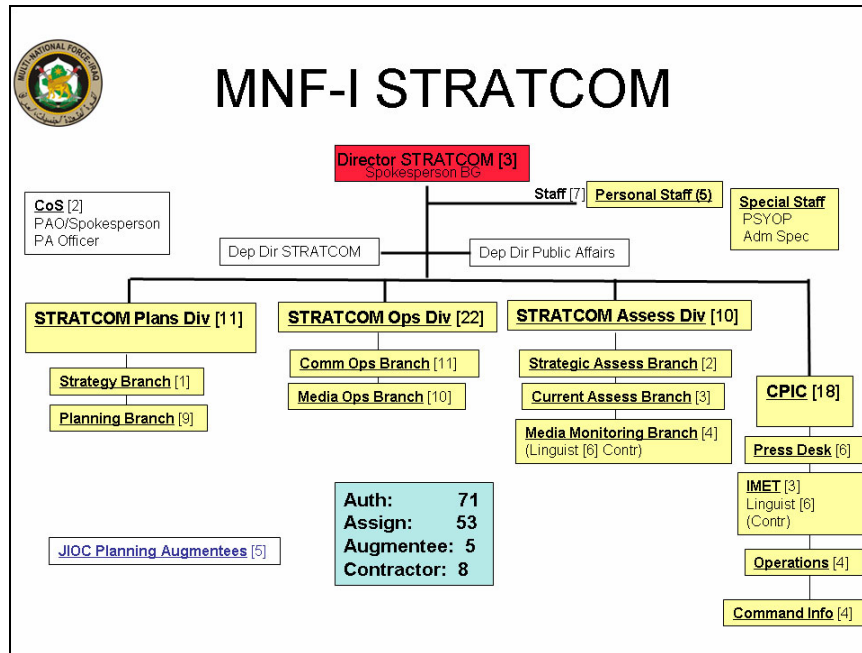 MULTI-NATIONAL FORCE-IRAQ
MNF-I STRATCOM
Director STRATCOM [3]
Spokesperson BG
Staff [7]
Personal Staff (5)
Special Staff
PSYOP
Adm Spec
CoS [2]
PAO/Spokesperson
PA Officer
Dep Dir STRATCOM
Dep Dir Public Affairs
STRATCOM Plans Div [11]
Strategy Branch [1]
Planning Branch [9]
STRATCOM Ops Div [22]
Comm Ops Branch [11]
Media Ops Branch [10]
STRATCOM Assess Div [10]
Strategic Assess Branch [2]
Current Assess Branch [3]
Media Monitoring Branch [4]
(Linguist [6] Contr)
CPIC [18]
Press Desk [6]
IMET [3]
Linguist [6]
(Contr)
Operations [4]
Command Info [4]
Auth: 71
Assign: 53
Augmentee: 5
Contractor: 8
JIOC Planning Augmentees [5]